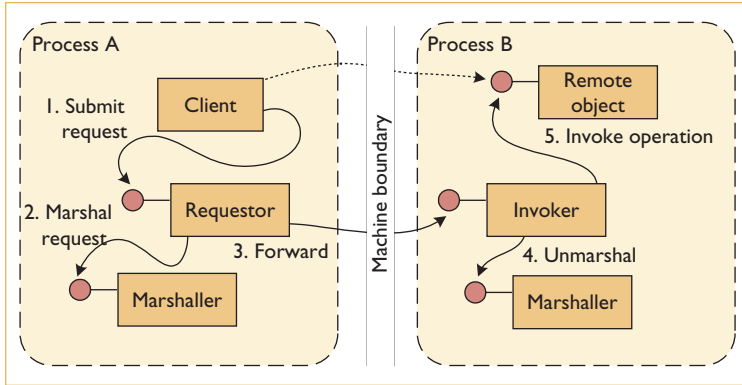 Process A
Client
1. Submit
request
Requestor
2. Marshal
request
3. Forward
Marshaller
Machine boundary
Process B
Remote
object
5. Invoke operation
Invoker
4. Unmarshal
Marshaller